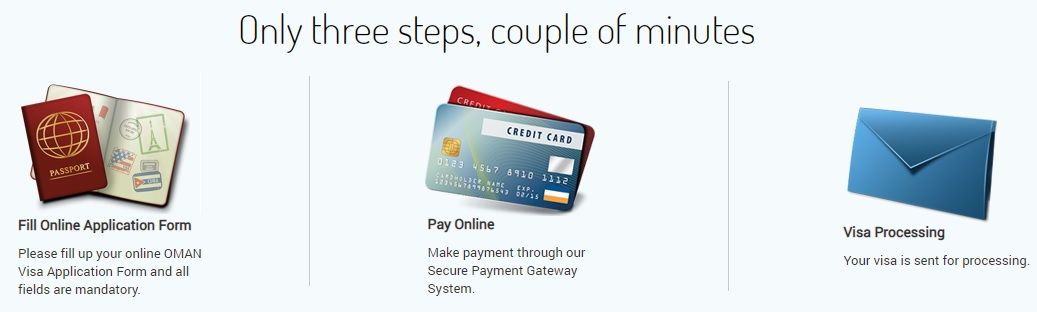 Only three steps, couple of minutes
PASSPORT
Fill Online Application Form
Please fill up your online OMAN
Visa Application Form and all
fields are mandatory.
CREDIT
CREDIT CARD
0123 4567 8910 1112
CARDHOLDER NAME EXP.
02/15
Pay Online
Make payment through our
Secure Payment Gateway
System.
Visa Processing
Your visa is sent for processing.